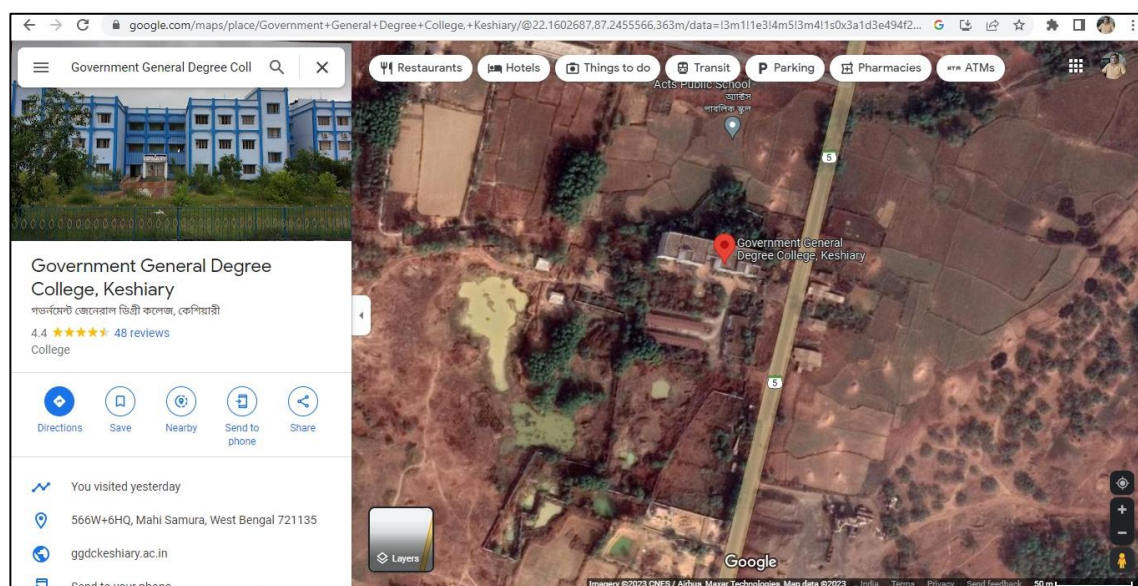 google.com/maps/place/Government+General+Degree+College,+Keshiary/@22.1602687,87.2455566,363m/data=!3m1!1e3!4m5!3m4!1s0x3a1d3e494f2...
Government General Degree Coll
Restaurants
Hotels
Things to do
Transit
Parking
Pharmacies
ATMs
Acts Public School
অ্যাক্টস
পাবলিক স্কুল
5
Government General
Degree College, Keshiary
5
Government General Degree
College, Keshiary
গভর্নমেন্ট জেনেরাল ডিগ্রী কলেজ, কেশিয়ারী
4.4 48 reviews
College
Directions
Save
Nearby
Send to
phone
Share
You visited yesterday
566W+6HQ, Mahi Samura, West Bengal 721135
ggdckeshiary.ac.in
Send to your phone
Layers
Google
Imagery ©2023 CNES / Airbus, Maxar Technologies, Map data ©2023 India Terms Privacy Send feedback 50 m